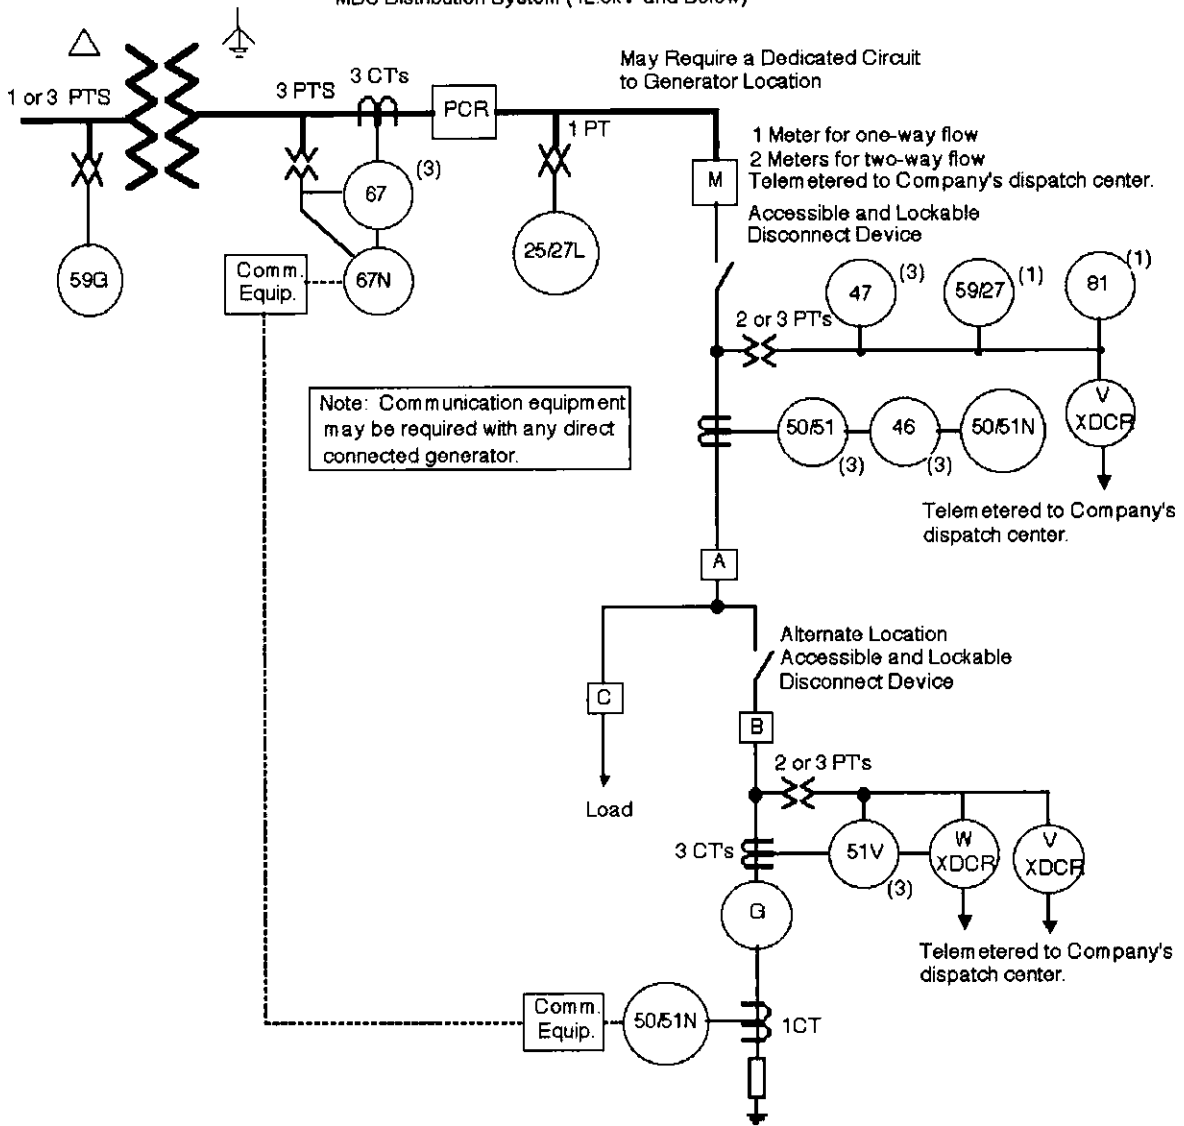 May Require a Dedicated Circuit
to Generator Location
1 or 3 PTS
3 PTS
3 CT's
PCR
1 PT
1 Meter for one-way flow
2 Meters for two-way flow
Telemetered to Company's dispatch center.
M
67
(3)
Accessible and Lockable
Disconnect Device
59G
Comm.
Equip.
67N
25/27L
47
(3)
59/27
(1)
81
(1)
2 or 3 PT's
Note: Communication equipment
may be required with any direct
connected generator.
V
XDCR
50/51
(3)
46
(3)
50/51N
Telemetered to Company's
dispatch center.
A
Alternate Location
Accessible and Lockable
Disconnect Device
C
B
Load
2 or 3 PT's
3 CT's
51V
(3)
W
XDCR
V
XDCR
G
Telemetered to Company's
dispatch center.
Comm.
Equip.
50/51N
1CT